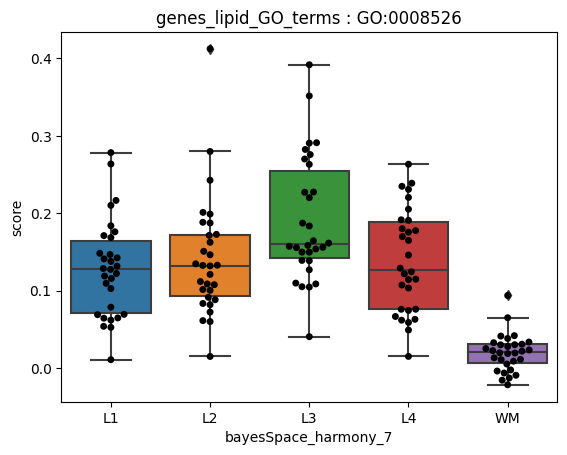 genes_lipid_GO_terms : GO:0008526
score
0.4
0.3
0.2
0.1
0.0
L1 L2 L3 L4 WM
bayesSpace_harmony_7